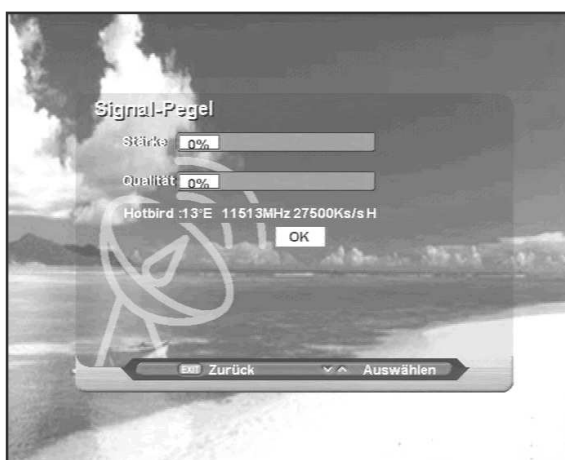 Signal-Pegel
Stärke 0%
Qualität 0%
Hotbird :13°E 11513MHz 27500Ks/s H
OK
EXIT Zurück Auswählen